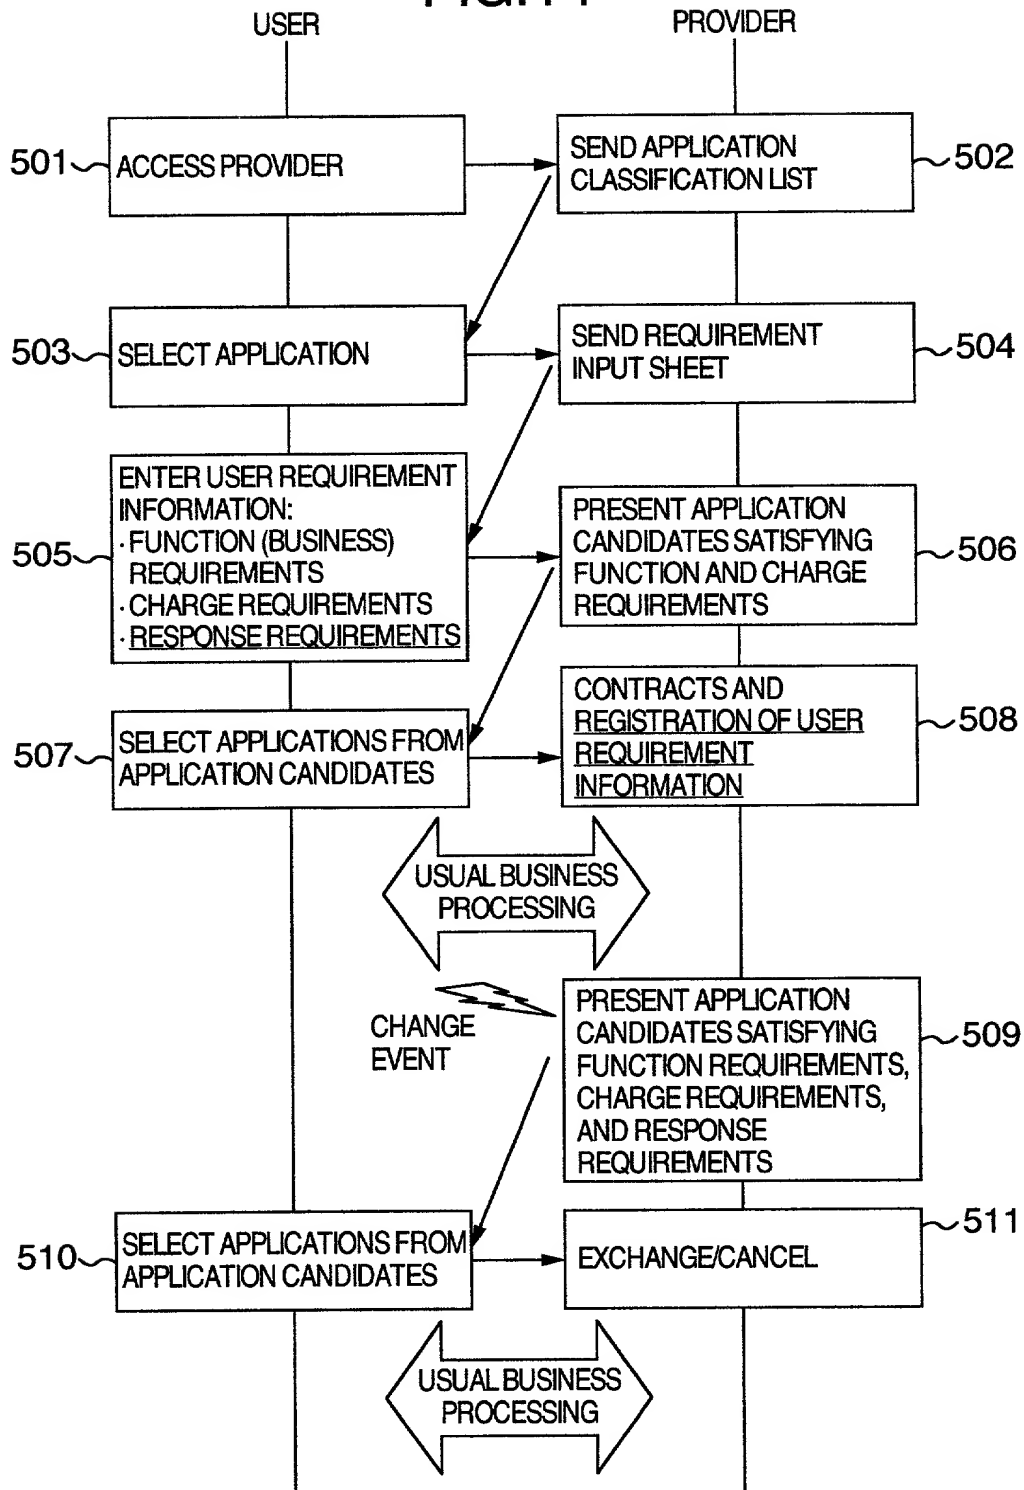 USER
PROVIDER
501
ACCESS PROVIDER
SEND APPLICATION
CLASSIFICATION LIST
502
503
SELECT APPLICATION
SEND REQUIREMENT
INPUT SHEET
504
505
ENTER USER REQUIREMENT
INFORMATION:
· FUNCTION (BUSINESS)
REQUIREMENTS
· CHARGE REQUIREMENTS
· RESPONSE REQUIREMENTS
PRESENT APPLICATION
CANDIDATES SATISFYING
FUNCTION AND CHARGE
REQUIREMENTS
506
507
SELECT APPLICATIONS FROM
APPLICATION CANDIDATES
CONTRACTS AND
REGISTRATION OF USER
REQUIREMENT
INFORMATION
508
USUAL BUSINESS
PROCESSING
CHANGE
EVENT
PRESENT APPLICATION
CANDIDATES SATISFYING
FUNCTION REQUIREMENTS,
CHARGE REQUIREMENTS,
AND RESPONSE
REQUIREMENTS
509
510
SELECT APPLICATIONS FROM
APPLICATION CANDIDATES
EXCHANGE/CANCEL
511
USUAL BUSINESS
PROCESSING